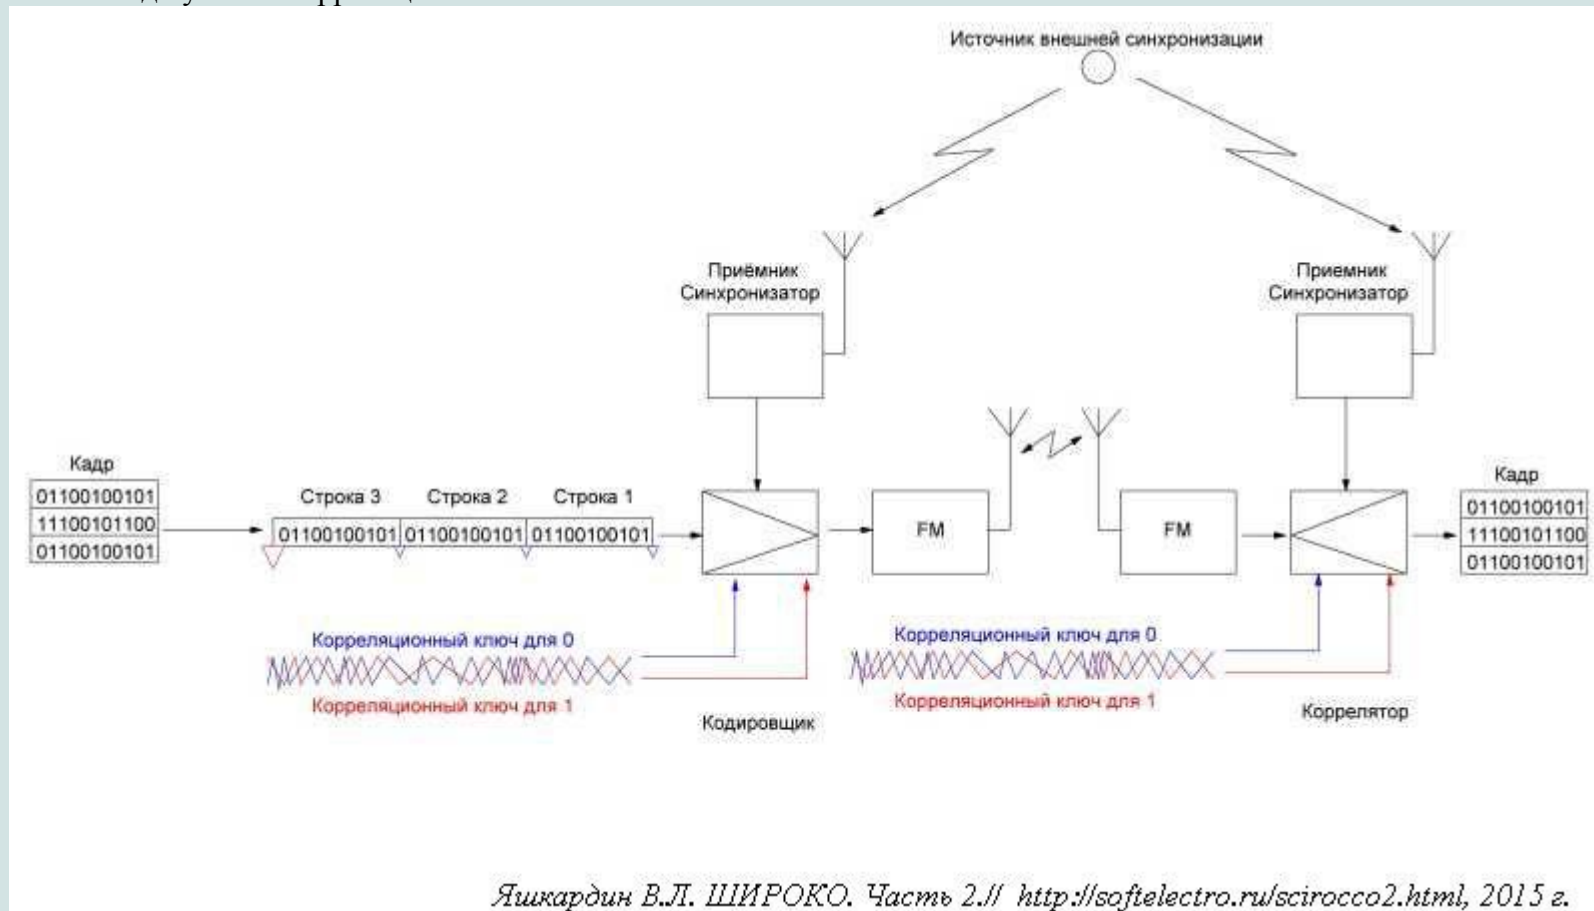 Источник внешней синхронизации
Приёмник
Синхронизатор
Приемник
Синхронизатор
Кадр
01100100101
11100101100
01100100101
Строка 3 Строка 2 Строка 1
01100100101 01100100101 01100100101
FM
FM
Кадр
01100100101
11100101100
01100100101
Корреляционный ключ для 0
Корреляционный ключ для 1
Кодировщик
Корреляционный ключ для 0
Корреляционный ключ для 1
Коррелятор
Яшкардин В.Л. ШИРОКО. Часть 2.// http://softelectro.ru/scirocco2.html, 2015 г.